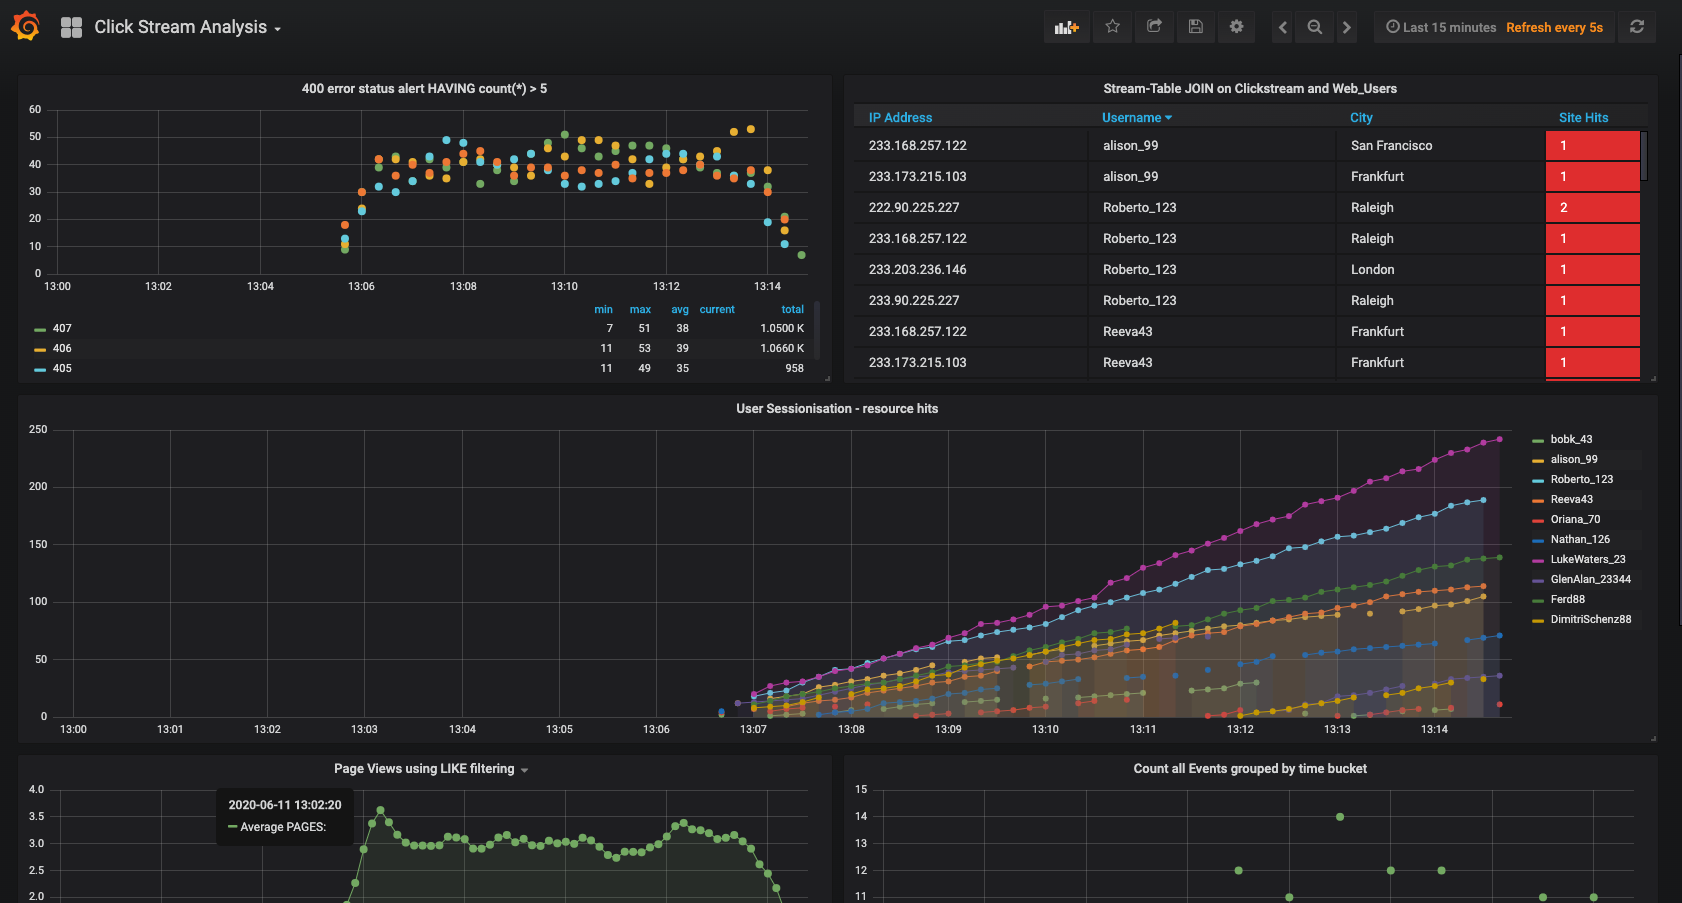 Click Stream Analysis
Last 15 minutes Refresh every 5s
400 error status alert HAVING count(*) > 5
60
50
40
30
20
10
0
13:00 13:02 13:04 13:06 13:08 13:10 13:12 13:14
min max avg current total
407 7 51 38 1.0500 K
406 11 53 39 1.0660 K
405 11 49 35 958
Stream-Table JOIN on Clickstream and Web_Users
IP Address Username City Site Hits
233.168.257.122 alison_99 San Francisco 1
233.173.215.103 alison_99 Frankfurt 1
222.90.225.227 Roberto_123 Raleigh 2
233.168.257.122 Roberto_123 Raleigh 1
233.203.236.146 Roberto_123 London 1
233.90.225.227 Roberto_123 Raleigh 1
233.168.257.122 Reeva43 Frankfurt 1
233.173.215.103 Reeva43 Frankfurt 1
User Sessionisation - resource hits
250
200
150
100
50
0
13:00 13:01 13:02 13:03 13:04 13:05 13:06 13:07 13:08 13:09 13:10 13:11 13:12 13:13 13:14
bobk_43
alison_99
Roberto_123
Reeva43
Oriana_70
Nathan_126
LukeWaters_23
GlenAlan_23344
Ferd88
DimitriSchenz88
Page Views using LIKE filtering
4.0
3.5
3.0
2.5
2.0
2020-06-11 13:02:20
Average PAGES:
Count all Events grouped by time bucket
15
14
13
12
11